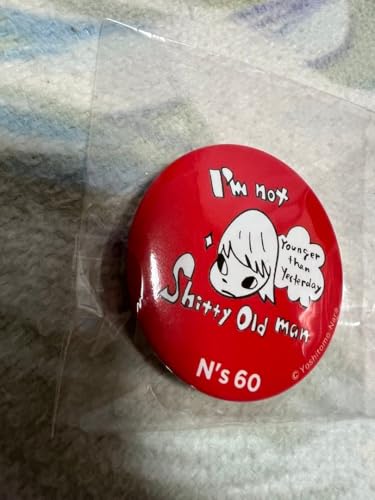 I'm not
Younger
than
Yesterday
Shitty Old man
N's 60
© Yoshitomo Nara